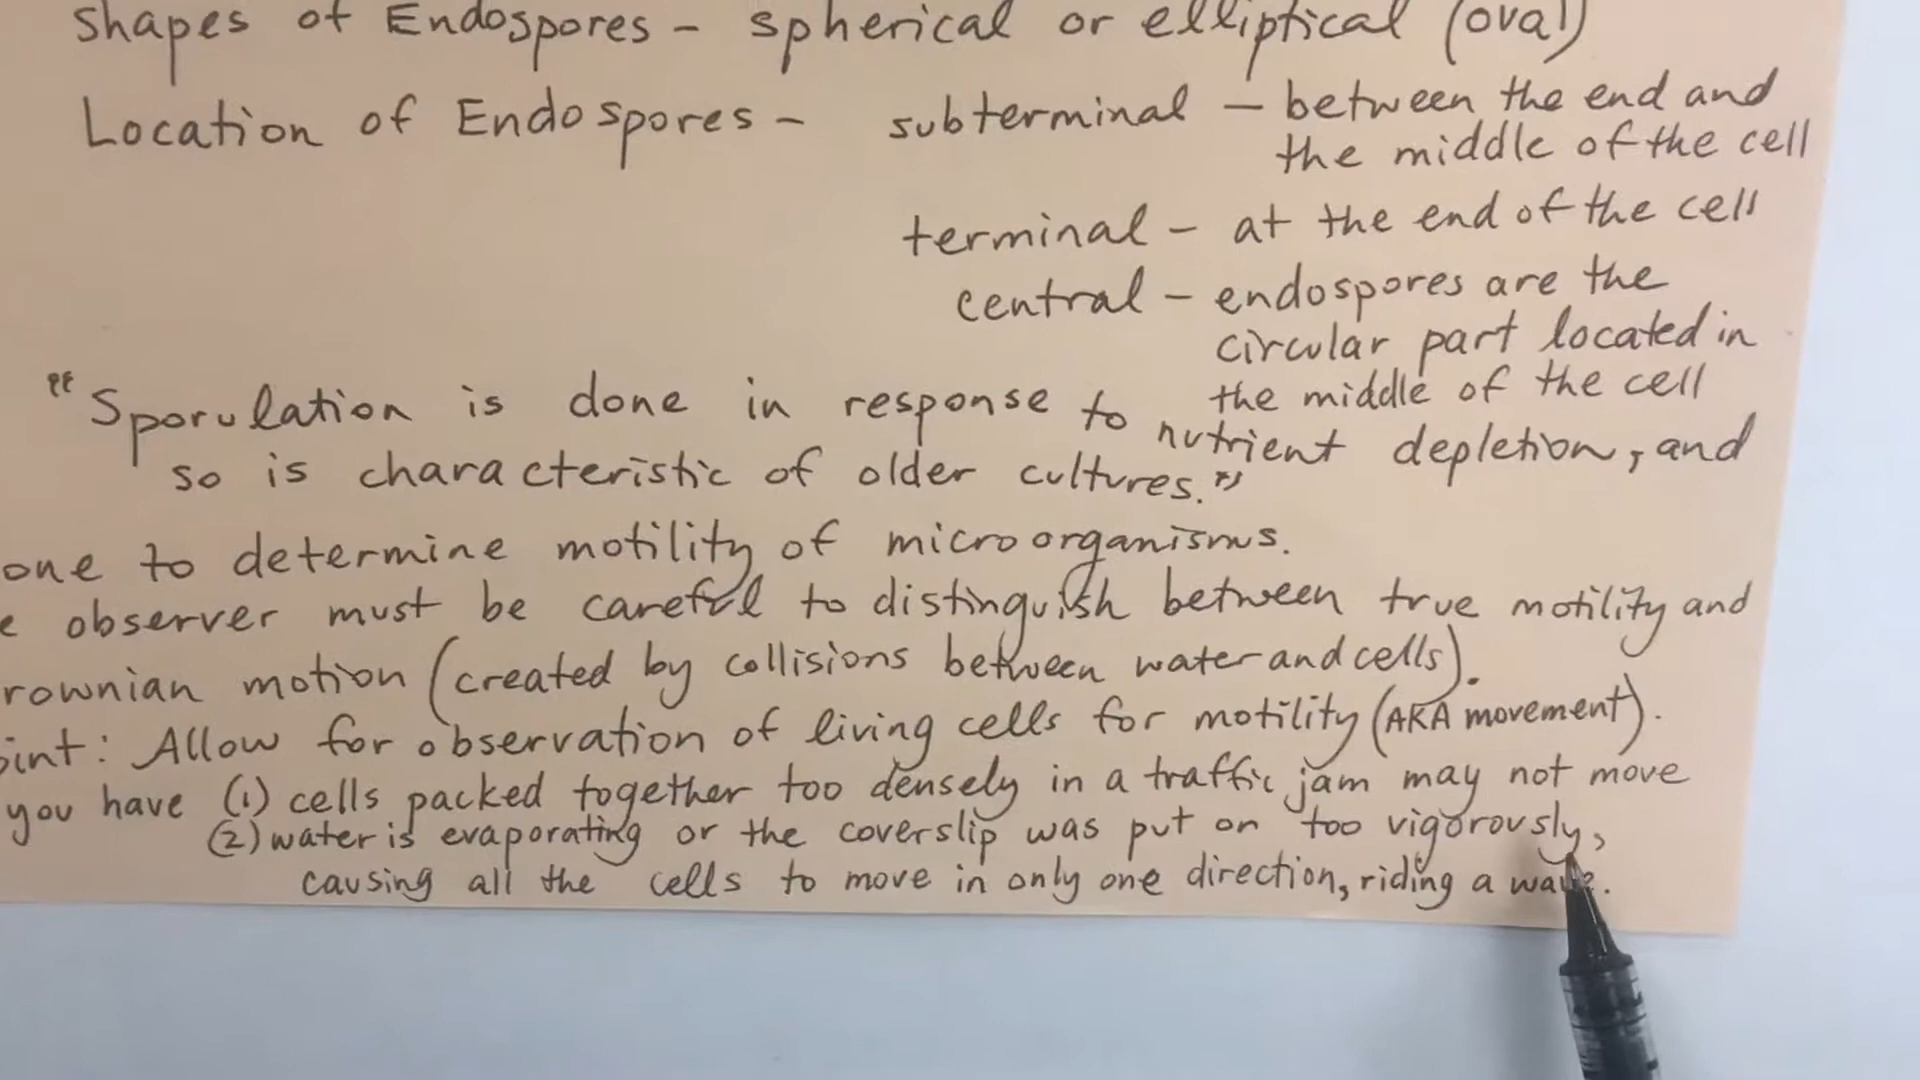 Shapes of Endospores - spherical or elliptical (oval)
Location of Endospores - subterminal - between the end and
the middle of the cell
terminal - at the end of the cell
central - endospores are the
circular part located in
the middle of the cell
"Sporulation is done in response to nutrient depletion, and
so is characteristic of older cultures."
one to determine motility of microorganisms.
e observer must be careful to distinguish between true motility and
rownian motion (created by collisions between water and cells).
oint: Allow for observation of living cells for motility (AKA movement).
you have (1) cells packed together too densely in a traffic jam may not move
(2) water is evaporating or the coverslip was put on too vigorously,
causing all the cells to move in only one direction, riding a wave.